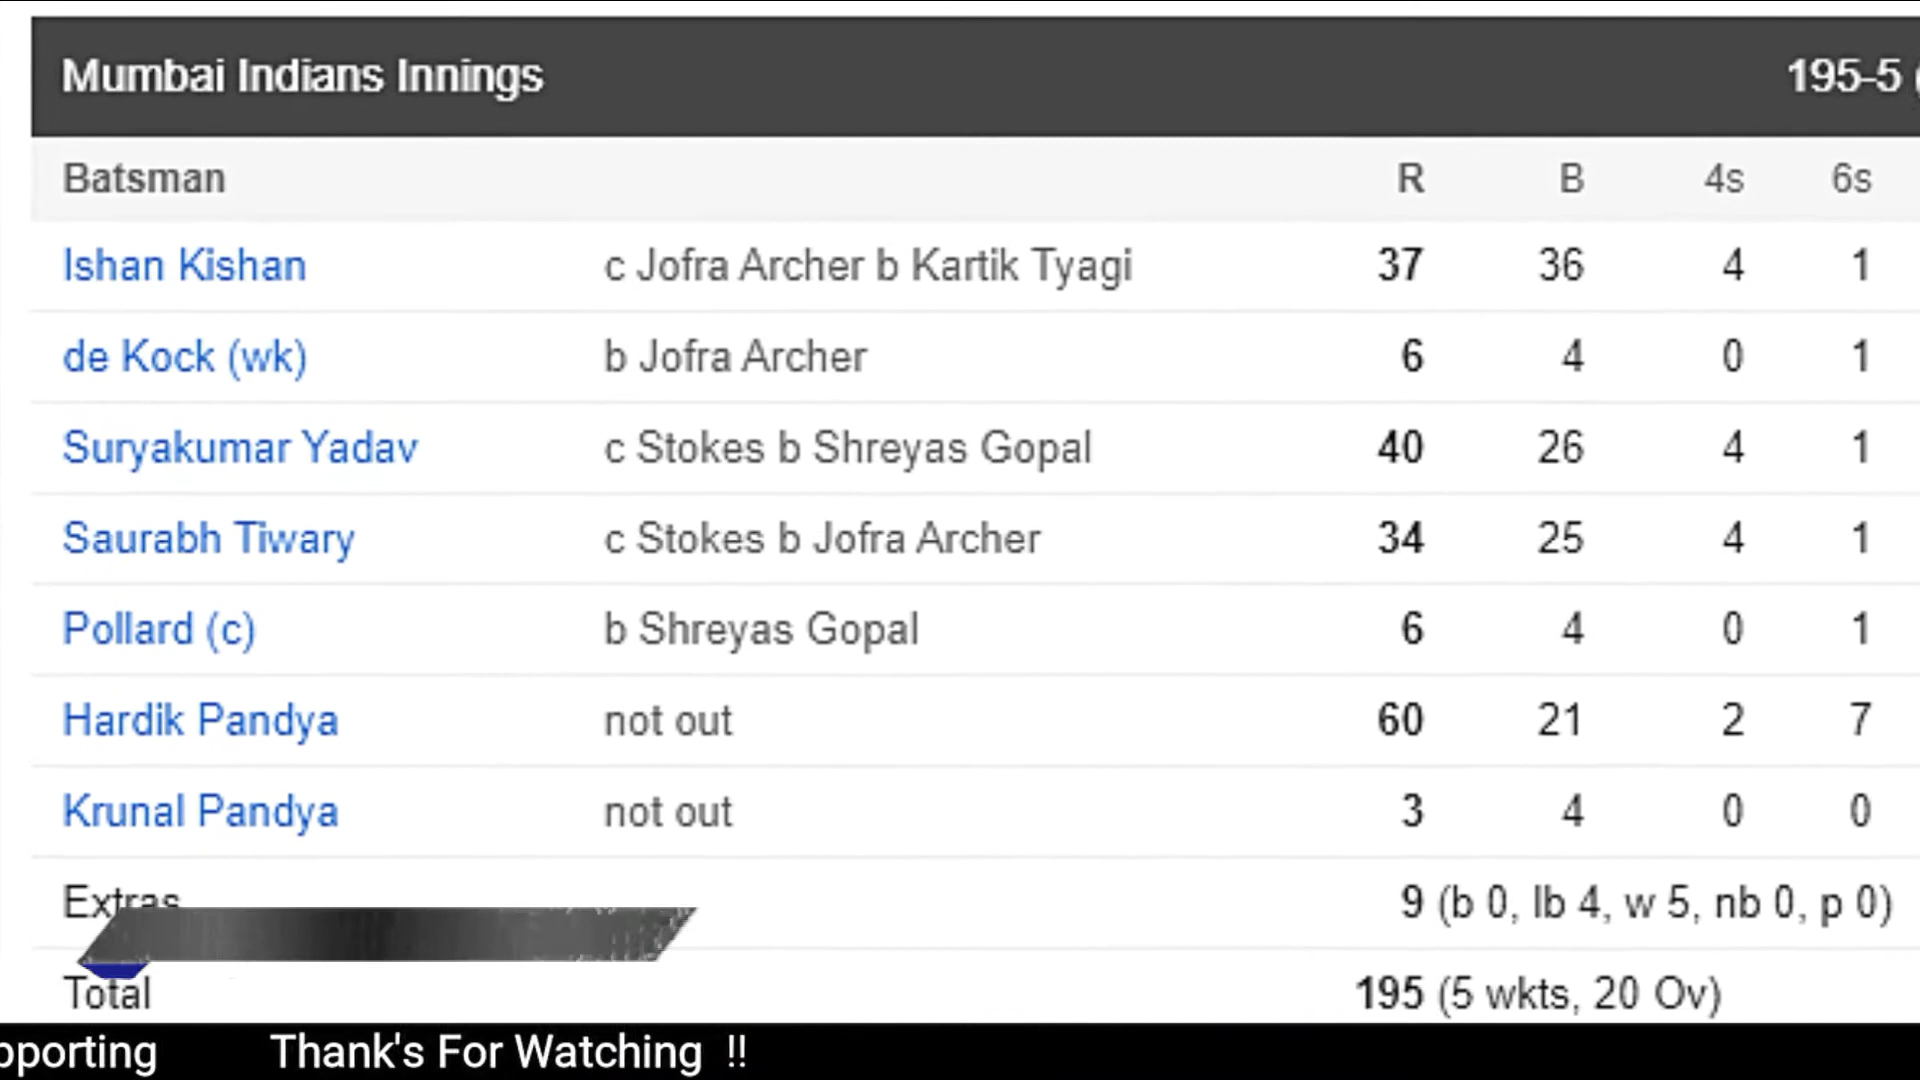 Mumbai Indians Innings 195-5
Batsman R B 4s 6s
Ishan Kishan c Jofra Archer b Kartik Tyagi 37 36 4 1
de Kock (wk) b Jofra Archer 6 4 0 1
Suryakumar Yadav c Stokes b Shreyas Gopal 40 26 4 1
Saurabh Tiwary c Stokes b Jofra Archer 34 25 4 1
Pollard (c) b Shreyas Gopal 6 4 0 1
Hardik Pandya not out 60 21 2 7
Krunal Pandya not out 3 4 0 0
Extras 9 (b 0, lb 4, w 5, nb 0, p 0)
Total 195 (5 wkts, 20 Ov)
pporting Thank's For Watching !!